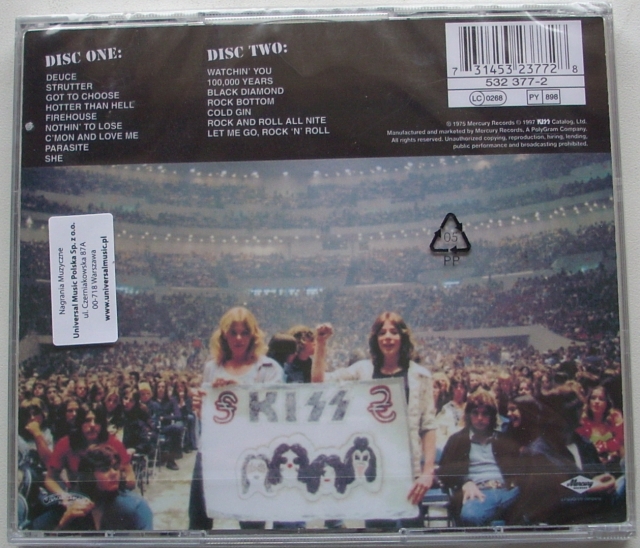 DISC ONE:
DEUCE
STRUTTER
GOT TO CHOOSE
HOTTER THAN HELL
FIREHOUSE
NOTHIN' TO LOSE
C'MON AND LOVE ME
PARASITE
SHE
DISC TWO:
WATCHIN' YOU
100,000 YEARS
BLACK DIAMOND
ROCK BOTTOM
COLD GIN
ROCK AND ROLL ALL NITE
LET ME GO, ROCK 'N' ROLL
7 31453 23772 8
532 377-2
LC 0268
PY 898
℗ 1975 Mercury Records © 1997 KISS Catalog, Ltd.
Manufactured and marketed by Mercury Records, A PolyGram Company.
All rights reserved. Unauthorized copying, reproduction, hiring, lending,
public performance and broadcasting prohibited.
Nagrania Muzyczne
Universal Music Polska Sp. z o.o.
ul. Czerniakowska 87A
00-718 Warszawa
www.universalmusic.pl
05
PP
KISS
Mercury